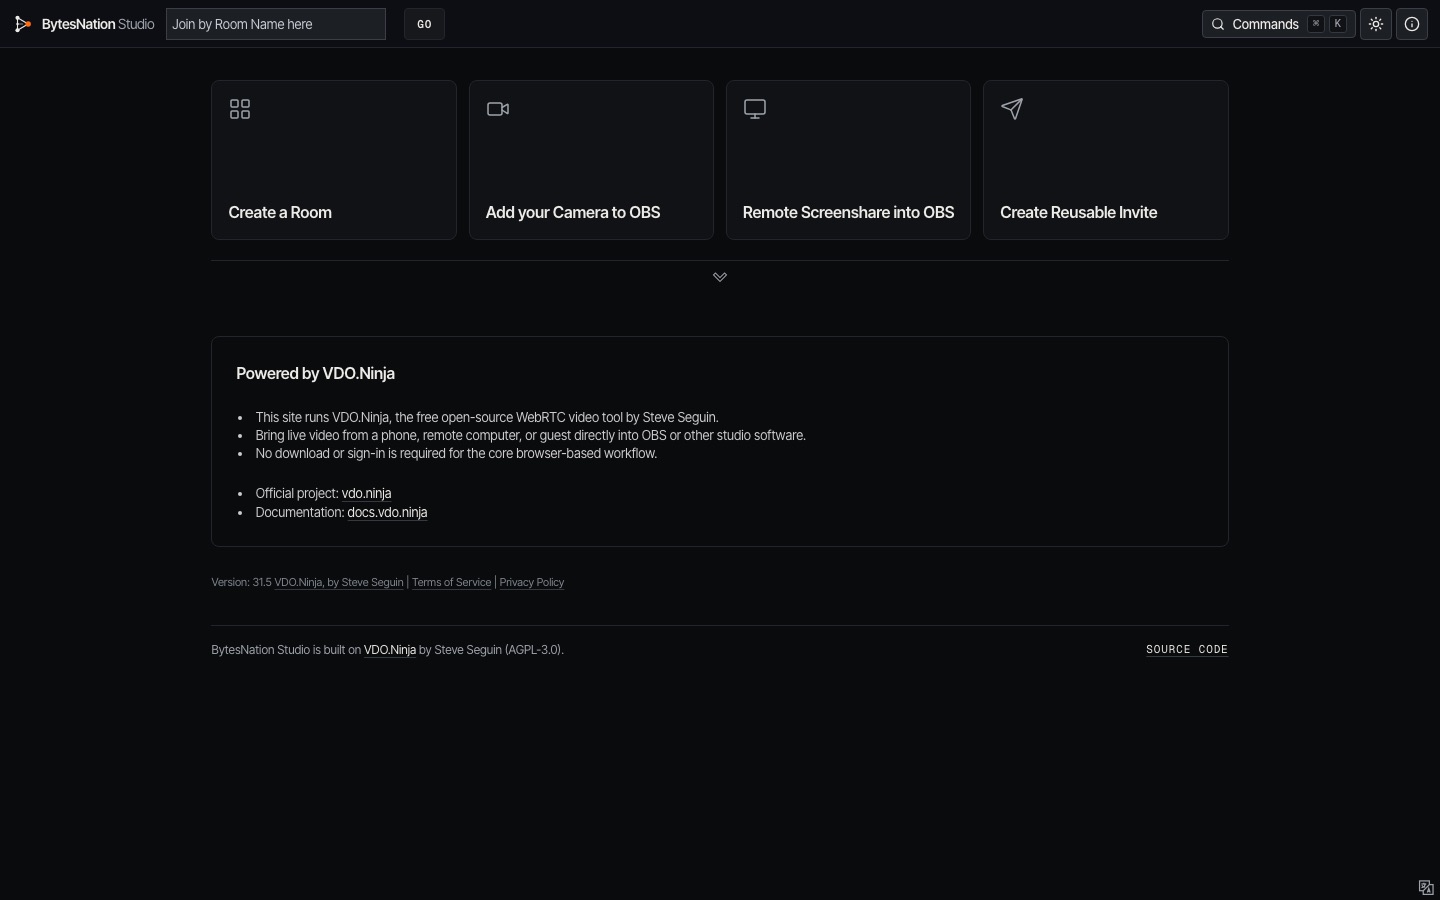 BytesNation Studio
Join by Room Name here
GO
Commands ⌘ K
Create a Room
Add your Camera to OBS
Remote Screenshare into OBS
Create Reusable Invite
Powered by VDO.Ninja
• This site runs VDO.Ninja, the free open-source WebRTC video tool by Steve Seguin.
• Bring live video from a phone, remote computer, or guest directly into OBS or other studio software.
• No download or sign-in is required for the core browser-based workflow.
• Official project: vdo.ninja
• Documentation: docs.vdo.ninja
Version: 31.5 VDO.Ninja, by Steve Seguin | Terms of Service | Privacy Policy
BytesNation Studio is built on VDO.Ninja by Steve Seguin (AGPL-3.0).
SOURCE CODE